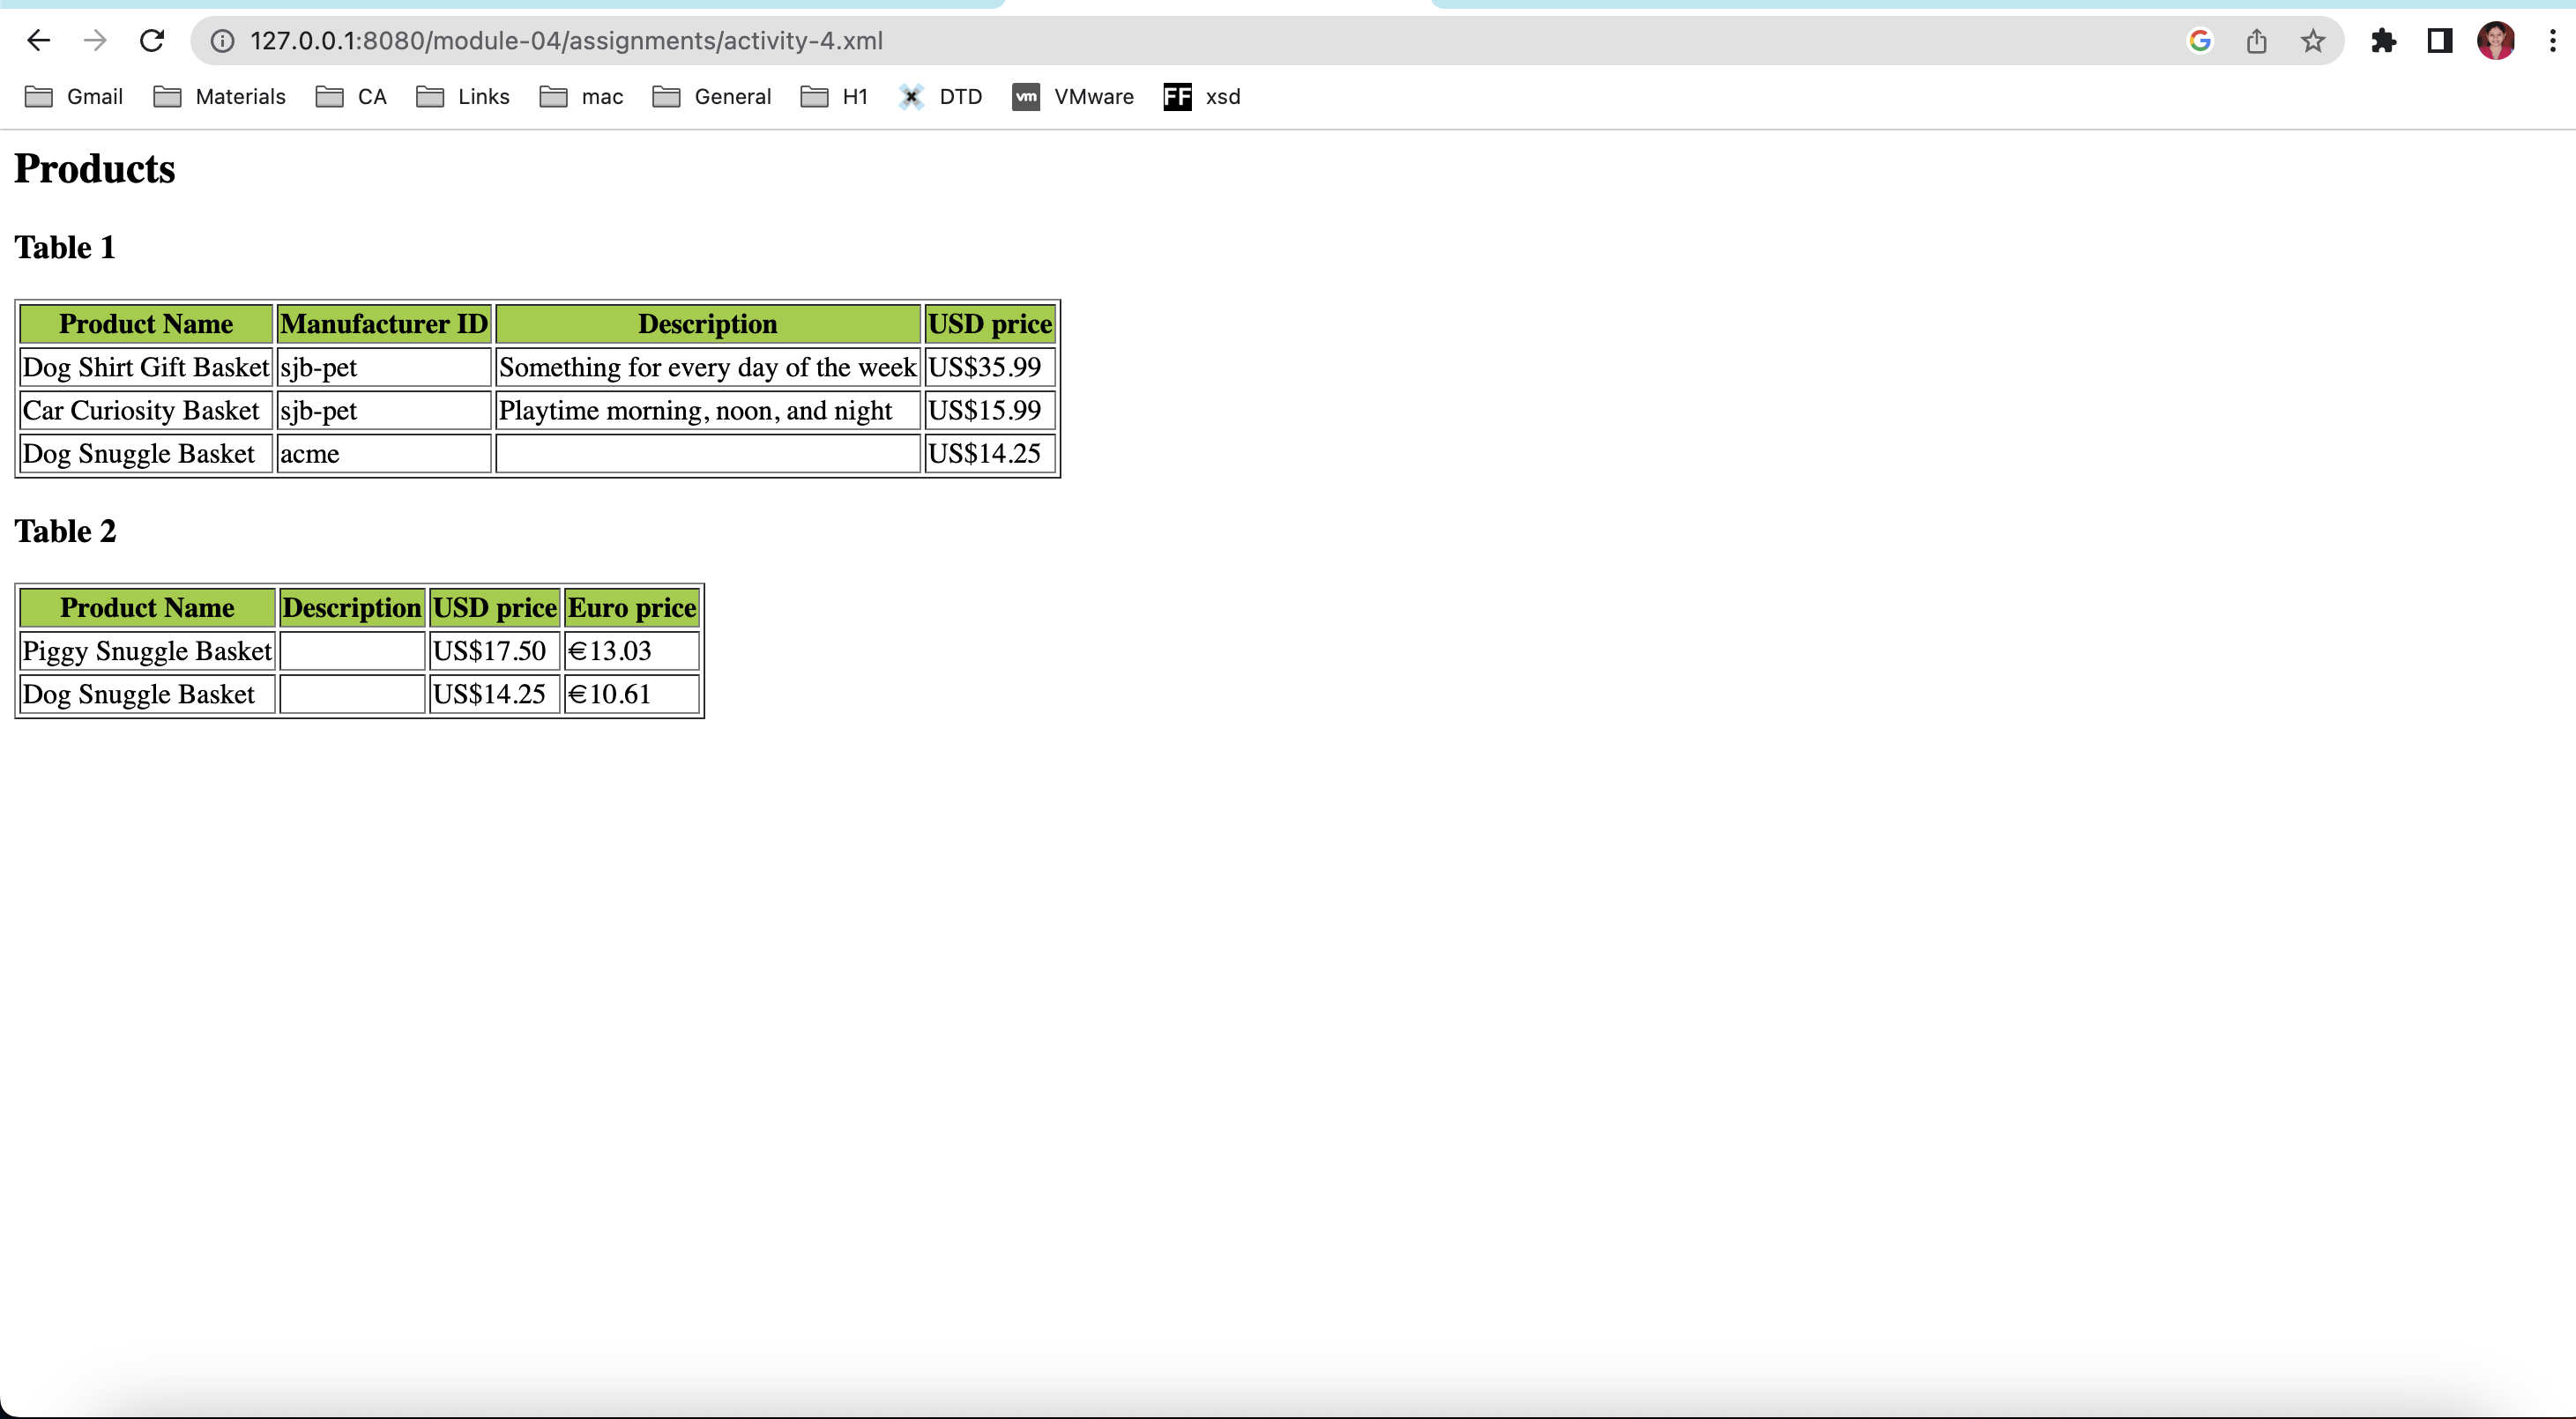 127.0.0.1:8080/module-04/assignments/activity-4.xml
Gmail Materials CA Links mac General H1 DTD vm VMware FF xsd
Products
Table 1
Product Name Manufacturer ID Description USD price
Dog Shirt Gift Basket sjb-pet Something for every day of the week US$35.99
Car Curiosity Basket sjb-pet Playtime morning, noon, and night US$15.99
Dog Snuggle Basket acme US$14.25
Table 2
Product Name Description USD price Euro price
Piggy Snuggle Basket US$17.50 €13.03
Dog Snuggle Basket US$14.25 €10.61